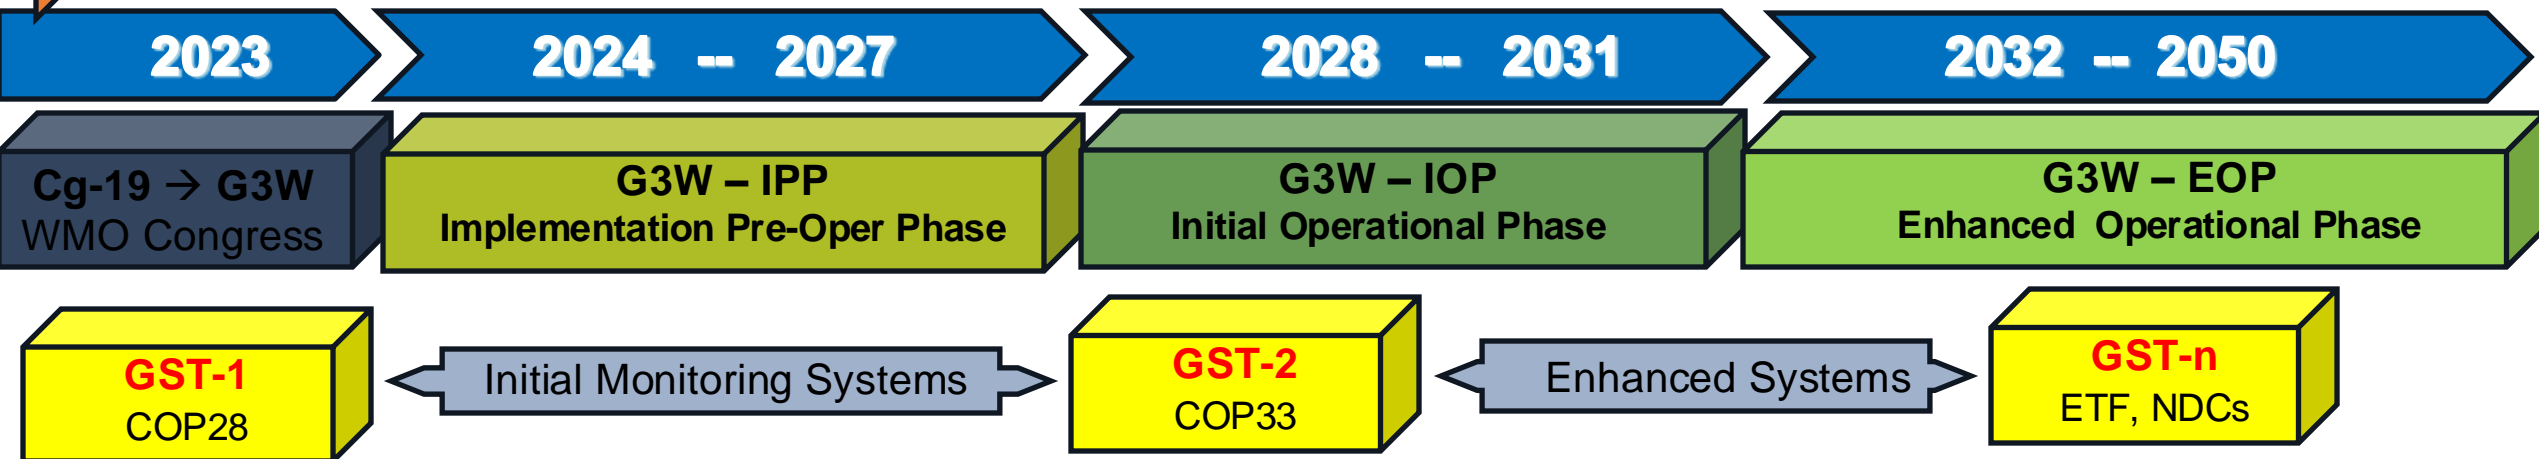 2023
2024 -- 2027
2028 -- 2031
2032 -- 2050
Cg-19 → G3W
WMO Congress
G3W – IPP
Implementation Pre-Oper Phase
G3W – IOP
Initial Operational Phase
G3W – EOP
Enhanced Operational Phase
GST-1
COP28
Initial Monitoring Systems
GST-2
COP33
Enhanced Systems
GST-n
ETF, NDCs